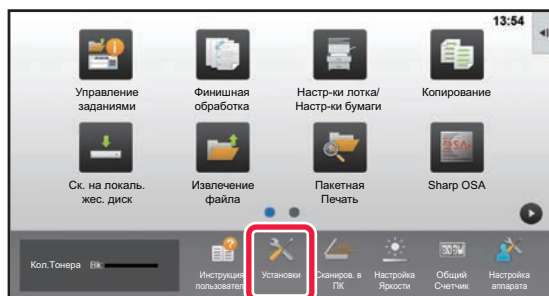 13:54
Управление
заданиями
Финишная
обработка
Настр-ки лотка/
Настр-ки бумаги
Копирование
Ск. на локаль.
жес. диск
Извлечение
файла
Пакетная
Печать
Sharp OSA
Кол.Тонера Bk:
Инструкция
пользовател
Установки
Сканиров. в
ПК
Настройка
Яркости
Общий
Счетчик
Настройка
аппарата